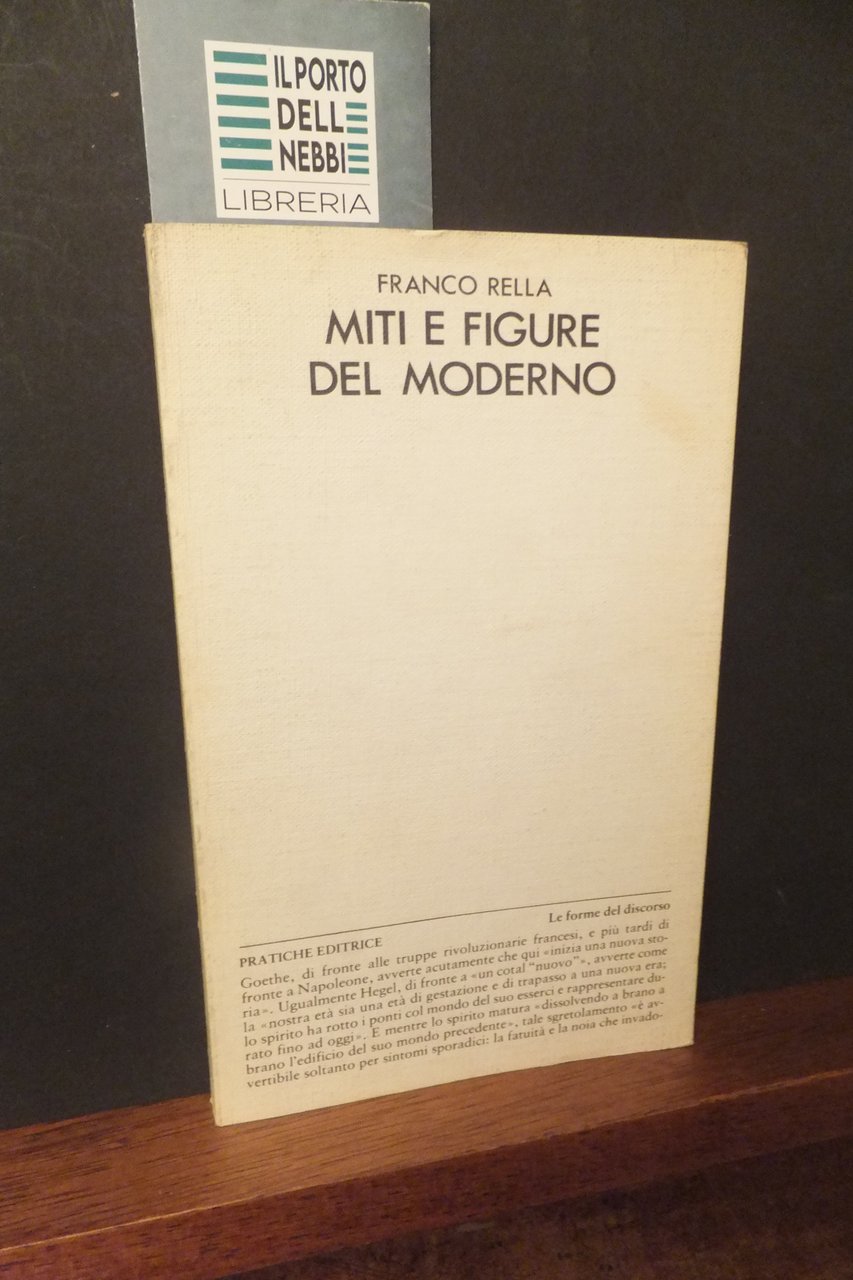 IL PORTO
DELLE
NEBBIE
LIBRERIA
FRANCO RELLA
MITI E FIGURE
DEL MODERNO
PRATICHE EDITRICE Le forme del discorso
Goethe, di fronte alle truppe rivoluzionarie francesi, e più tardi di
fronte a Napoleone, avverte acutamente che qui «inizia una nuova sto-
ria». Ugualmente Hegel, di fronte a «un cotal "nuovo"», avverte come
la «nostra età sia una età di gestazione e di trapasso a una nuova era;
lo spirito ha rotto i ponti col mondo del suo esserci e rappresentare du-
rato fino ad oggi». E mentre lo spirito matura «dissolvendo a brano a
brano l'edificio del suo mondo precedente», tale sgretolamento «è av-
vertibile soltanto per sintomi sporadici: la fatuità e la noia che invado-